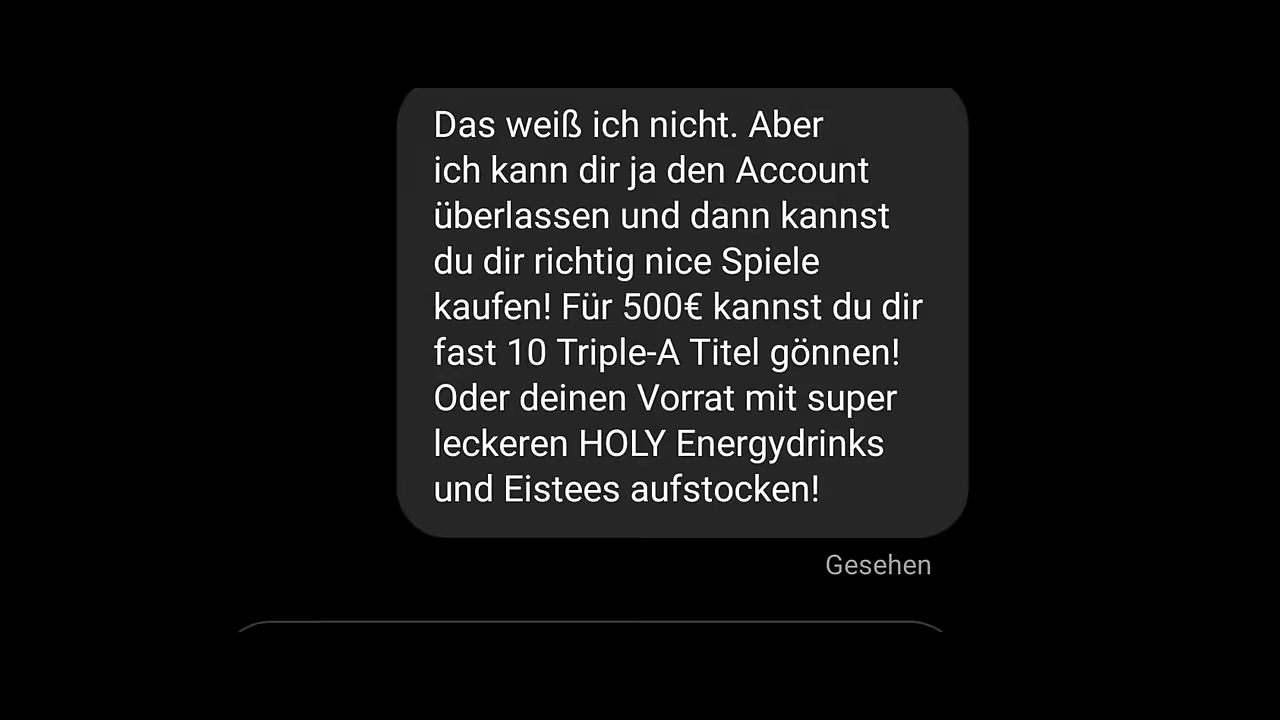 Das weiß ich nicht. Aber
ich kann dir ja den Account
überlassen und dann kannst
du dir richtig nice Spiele
kaufen! Für 500€ kannst du dir
fast 10 Triple-A Titel gönnen!
Oder deinen Vorrat mit super
leckeren HOLY Energydrinks
und Eistees aufstocken!
Gesehen